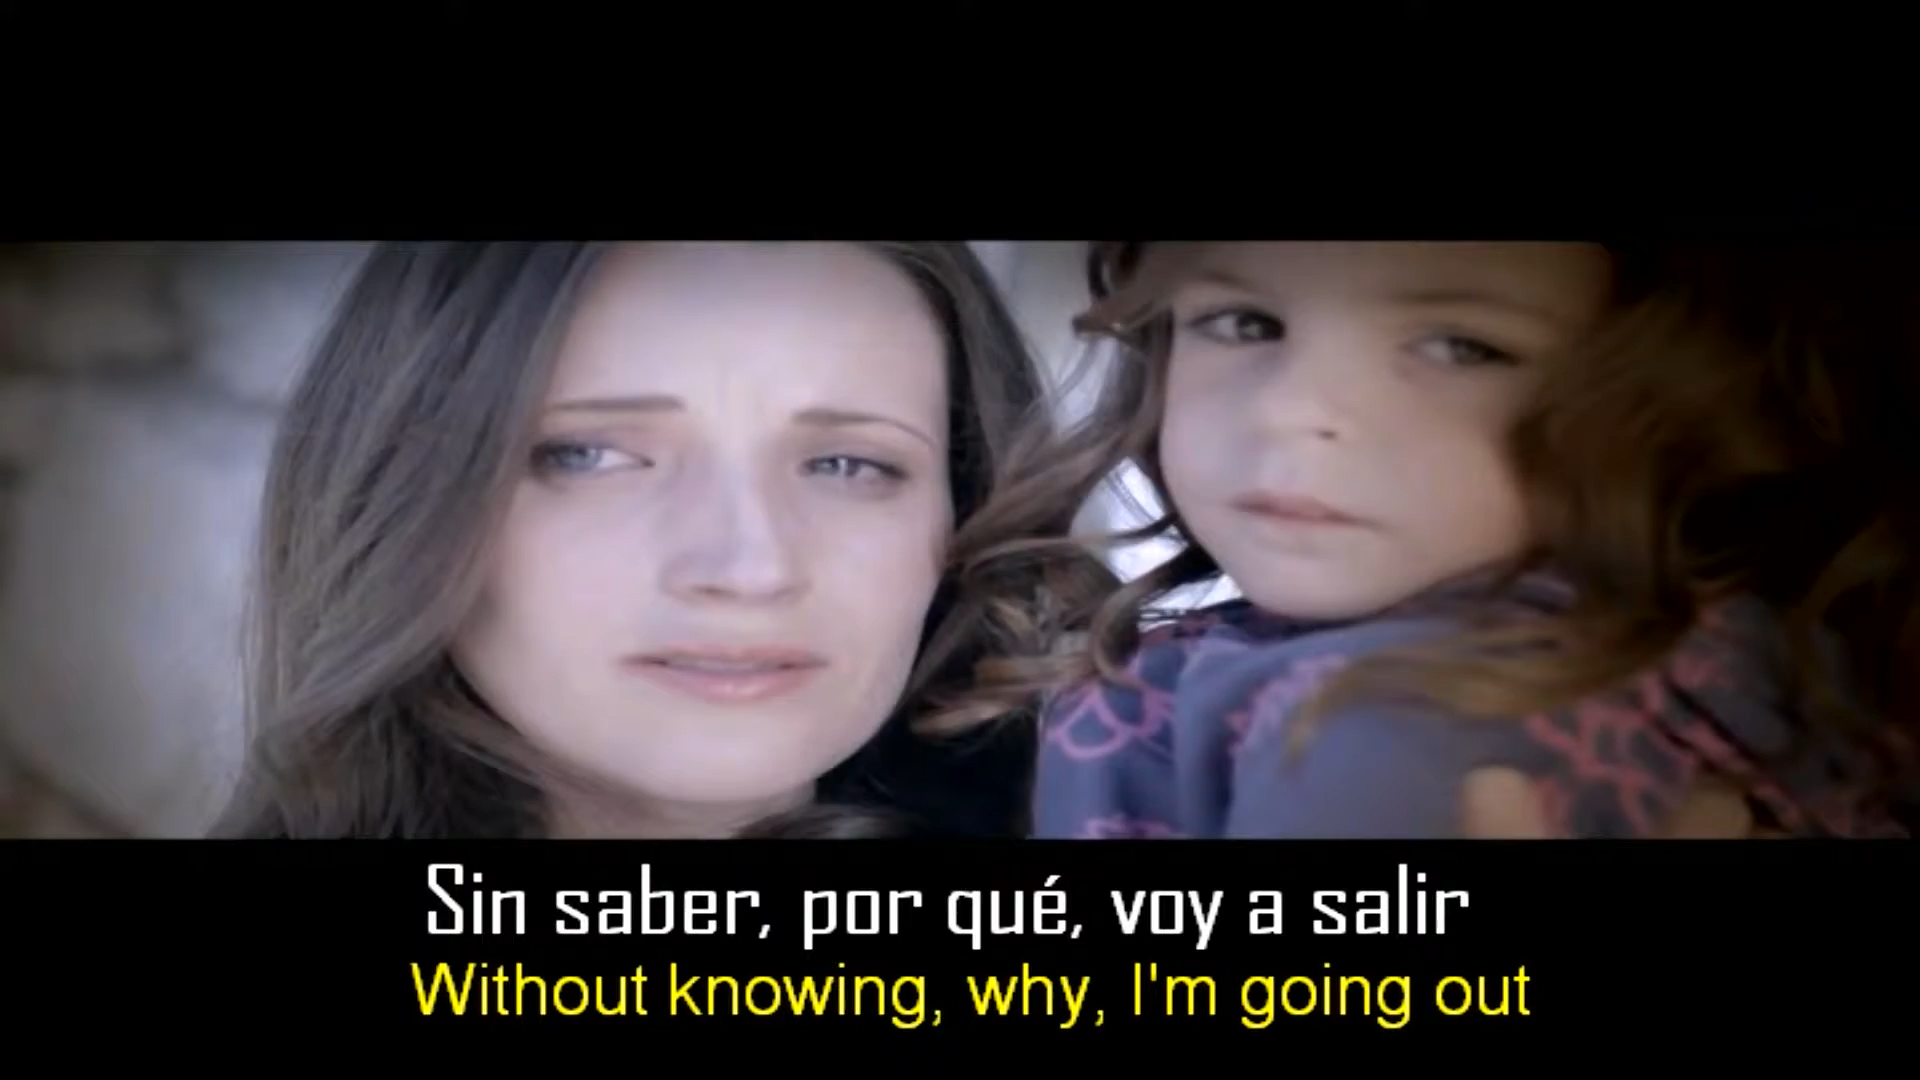 Sin saber, por qué, voy a salir
Without knowing, why, I'm going out